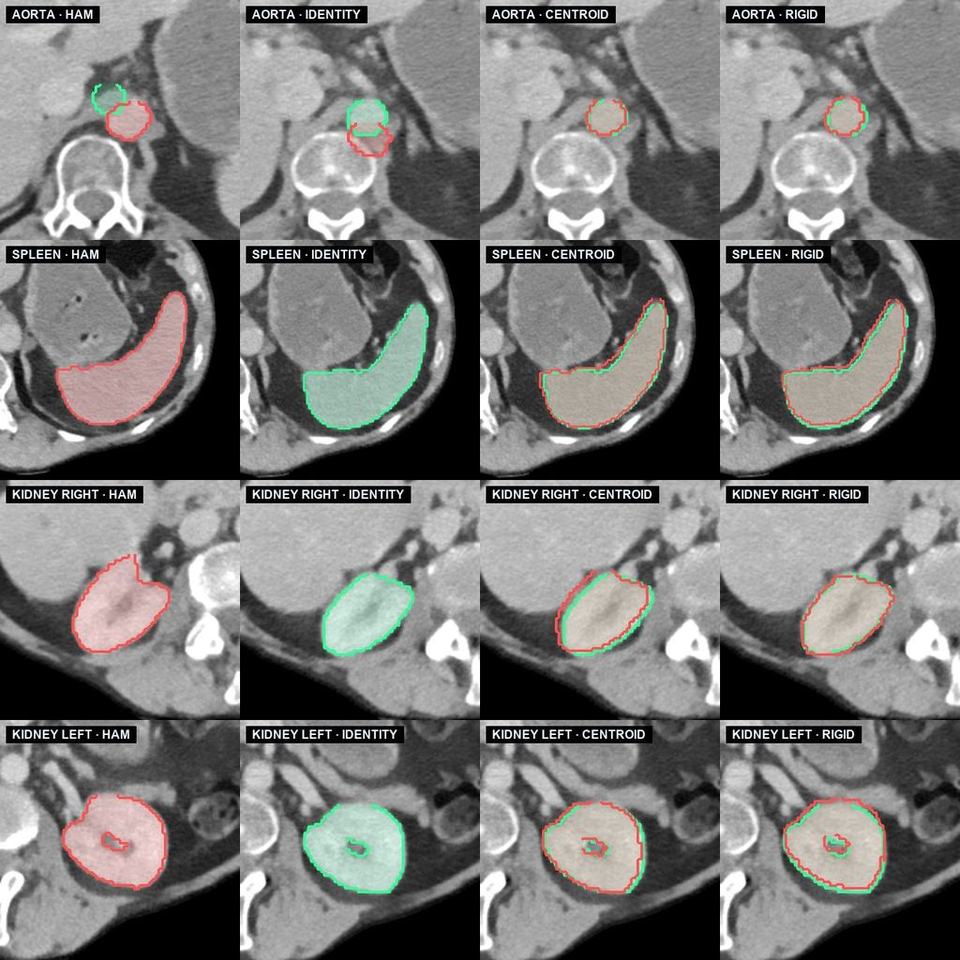 AORTA · HAM
AORTA · IDENTITY
AORTA · CENTROID
AORTA · RIGID
SPLEEN · HAM
SPLEEN · IDENTITY
SPLEEN · CENTROID
SPLEEN · RIGID
KIDNEY RIGHT · HAM
KIDNEY RIGHT · IDENTITY
KIDNEY RIGHT · CENTROID
KIDNEY RIGHT · RIGID
KIDNEY LEFT · HAM
KIDNEY LEFT · IDENTITY
KIDNEY LEFT · CENTROID
KIDNEY LEFT · RIGID